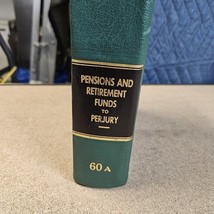 PENSIONS AND
RETIREMENT
FUNDS
TO
PERJURY
60 A